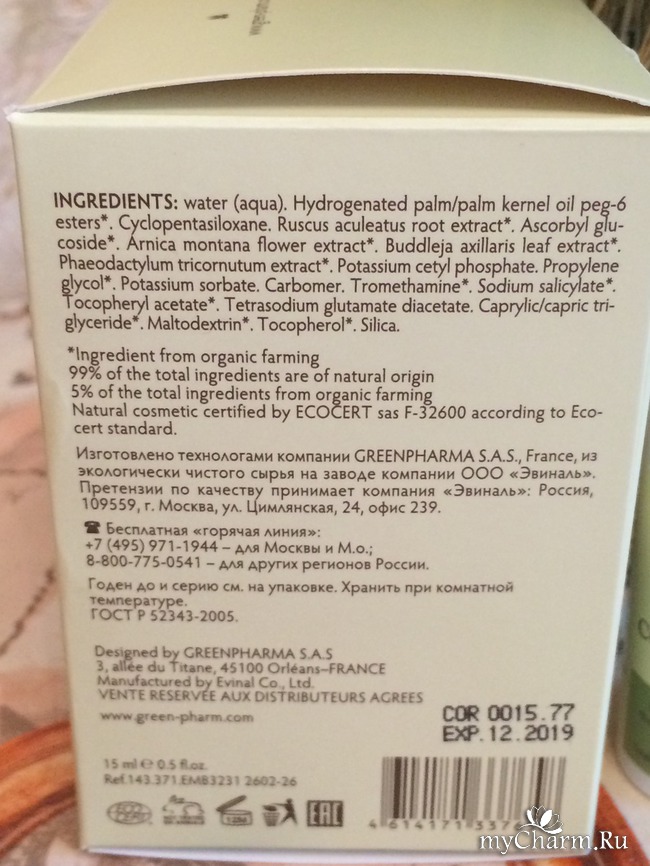 INGREDIENTS: water (aqua). Hydrogenated palm/palm kernel oil peg-6
esters*. Cyclopentasiloxane. Ruscus aculeatus root extract*. Ascorbyl glu-
coside*. Arnica montana flower extract*. Buddleja axillaris leaf extract*.
Phaeodactylum tricornutum extract*. Potassium cetyl phosphate. Propylene
glycol*. Potassium sorbate. Carbomer. Tromethamine*. Sodium salicylate*.
Tocopheryl acetate*. Tetrasodium glutamate diacetate. Caprylic/capric tri-
glyceride*. Maltodextrin*. Tocopherol*. Silica.
*Ingredient from organic farming
99% of the total ingredients are of natural origin
5% of the total ingredients from organic farming
Natural cosmetic certified by ECOCERT sas F-32600 according to Eco-
cert standard.
Изготовлено технологами компании GREENPHARMA S.A.S., France, из
экологически чистого сырья на заводе компании ООО «Эвиналь».
Претензии по качеству принимает компания «Эвиналь»: Россия,
109559, г. Москва, ул. Цимлянская, 24, офис 239.
☎ Бесплатная «горячая линия»:
+7 (495) 971-1944 – для Москвы и М.о.;
8-800-775-0541 – для других регионов России.
Годен до и серию см. на упаковке. Хранить при комнатной
температуре.
ГОСТ Р 52343-2005.
Designed by GREENPHARMA S.A.S
3, allée du Titane, 45100 Orléans–FRANCE
Manufactured by Evinal Co., Ltd.
VENTE RESERVÉE AUX DISTRIBUTEURS AGREES
www.green-pharm.com
COR 0015.77
EXP.12.2019
15 ml e 0.5 fl.oz.
Ref.143.371.EMB3231 2602-26
ECO CERT
12M
EAC
4 614171 337
myCharm.Ru